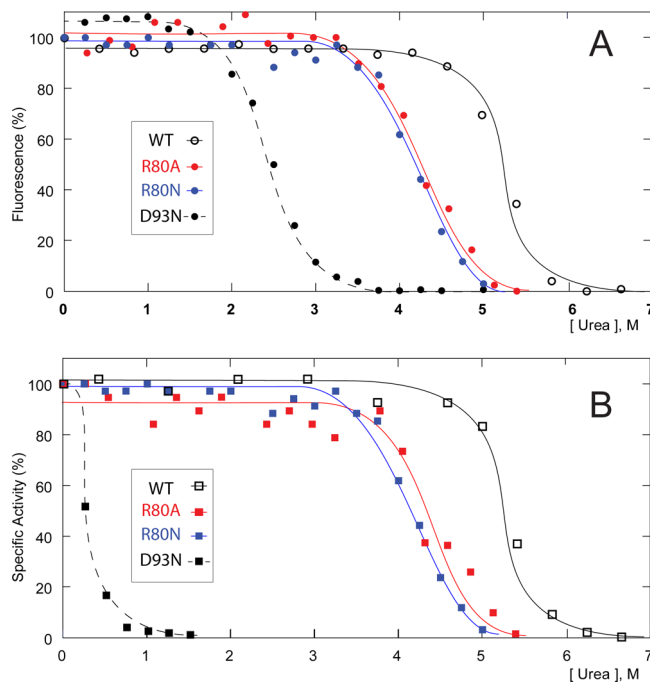 A
Fluorescence (%)
100
80
60
40
20
0
WT
R80A
R80N
D93N
0 1 2 3 4 5 6 7
[ Urea ], M
B
Specific Activity (%)
100
80
60
40
20
0
WT
R80A
R80N
D93N
0 1 2 3 4 5 6 7
[ Urea ], M